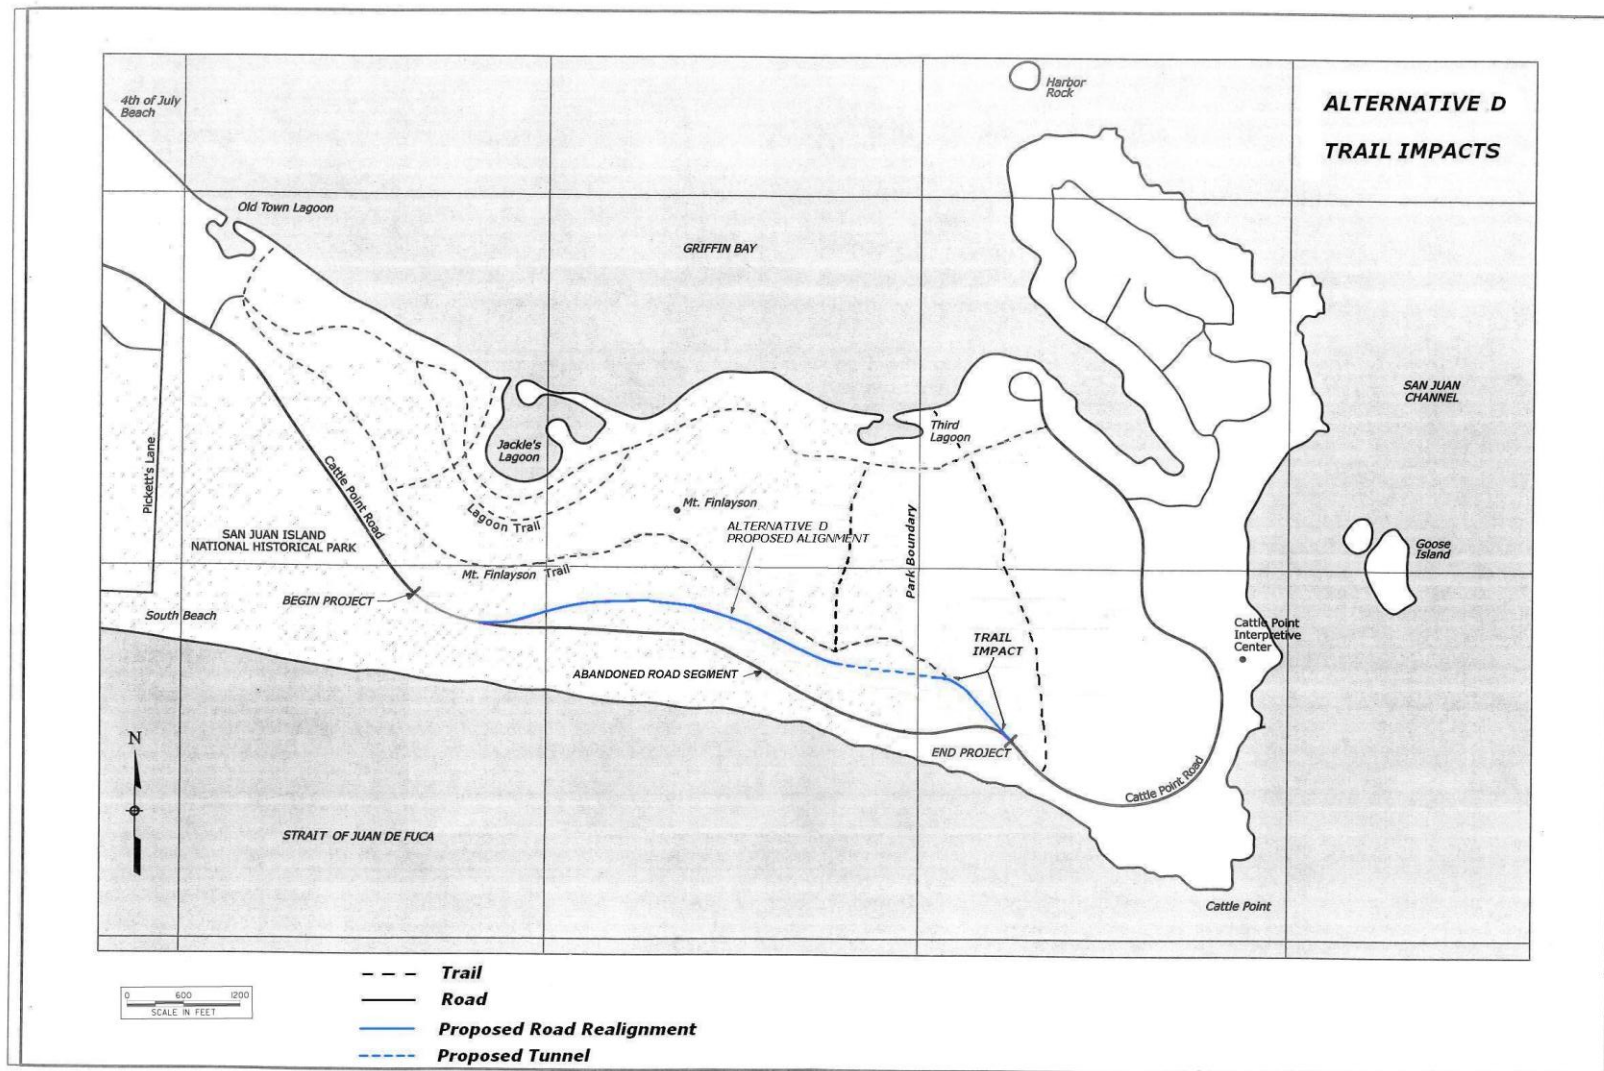 ALTERNATIVE D
TRAIL IMPACTS
4th of July
Beach
Harbor
Rock
Old Town Lagoon
GRIFFIN BAY
SAN JUAN
CHANNEL
Third
Lagoon
Jackle's
Lagoon
Pickett's Lane
Cattle Point Road
Lagoon Trail
Mt. Finlayson
ALTERNATIVE D
PROPOSED ALIGNMENT
SAN JUAN ISLAND
NATIONAL HISTORICAL PARK
Mt. Finlayson Trail
Park Boundary
Goose
Island
BEGIN PROJECT
South Beach
Cattle Point
Interpretive
Center
TRAIL
IMPACT
ABANDONED ROAD SEGMENT
END PROJECT
N
Cattle Point Road
STRAIT OF JUAN DE FUCA
Cattle Point
0 600 1200
SCALE IN FEET
Trail
Road
Proposed Road Realignment
Proposed Tunnel